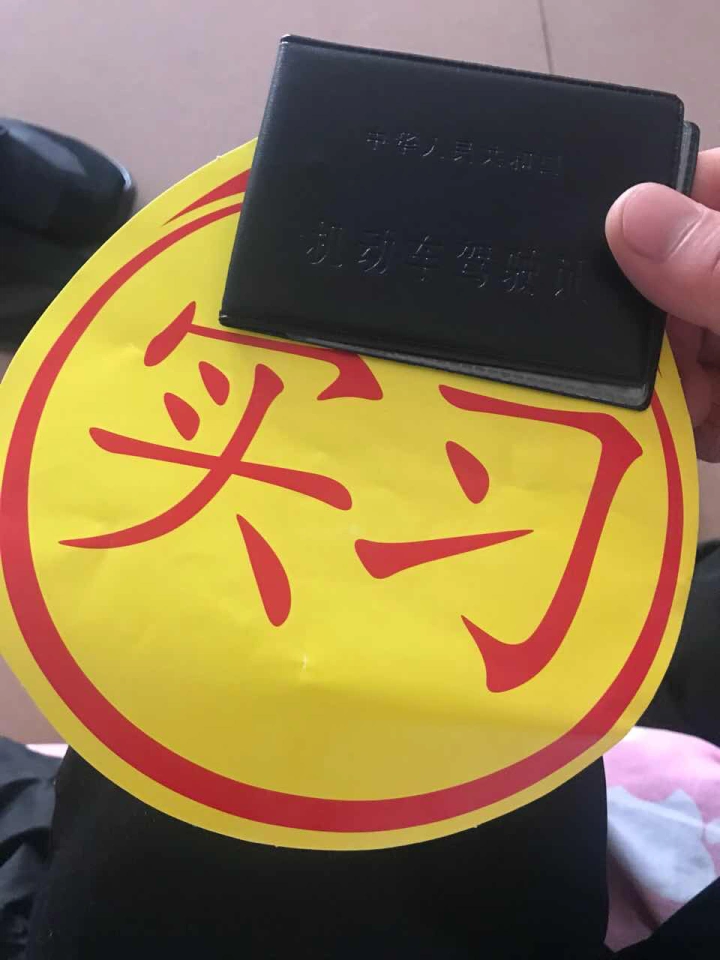 中华人民共和国
机动车驾驶证
实习